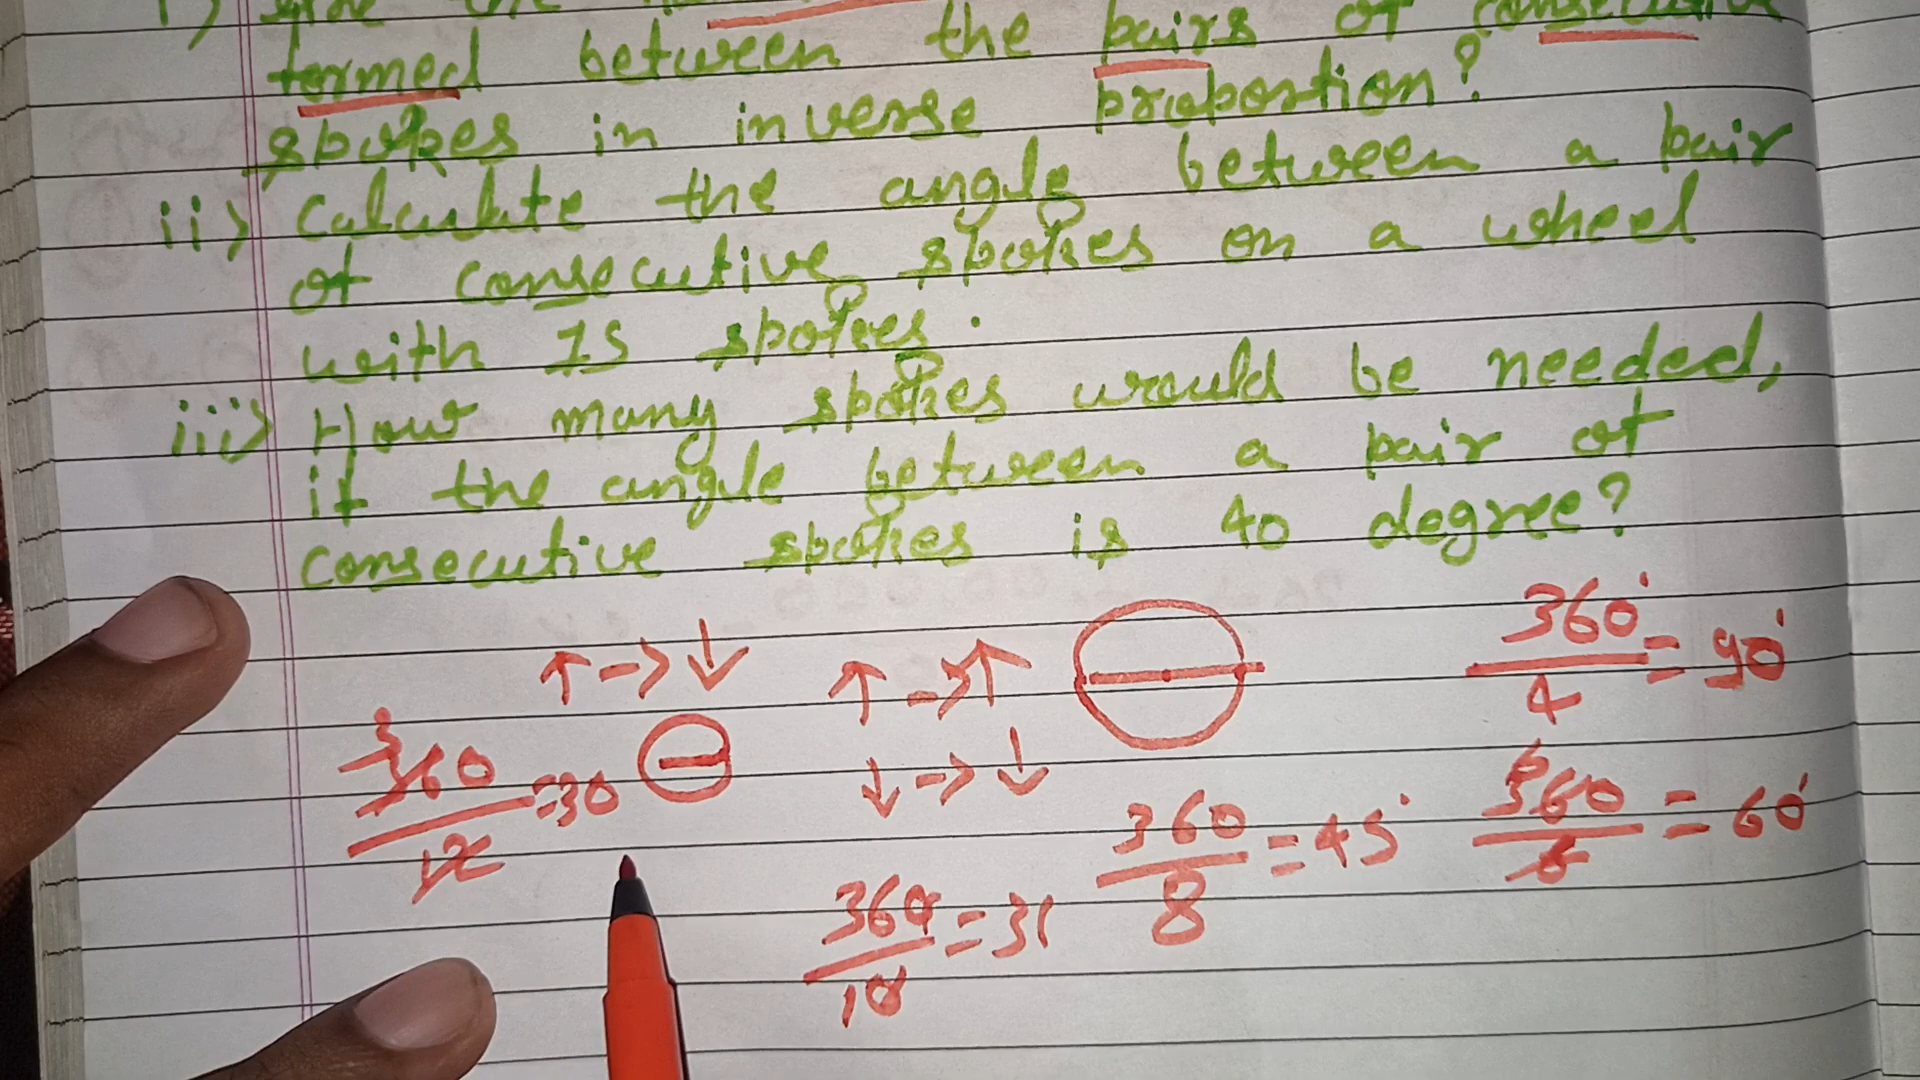 formed between the pairs of consecutive
spokes in inverse proportion?
ii) Calculate the angle between a pair
of consecutive spokes on a wheel
with 15 spokes.
iii) How many spokes would be needed,
if the angle between a pair of
consecutive spokes is 40 degree?
↑ -> ↓ ↑ -> ↑ 360° / 4 = 90°
360 / 12 = 30 ↓ -> ↓ 360 / 8 = 45° 360 / 6 = 60°
360 / 10 = 36